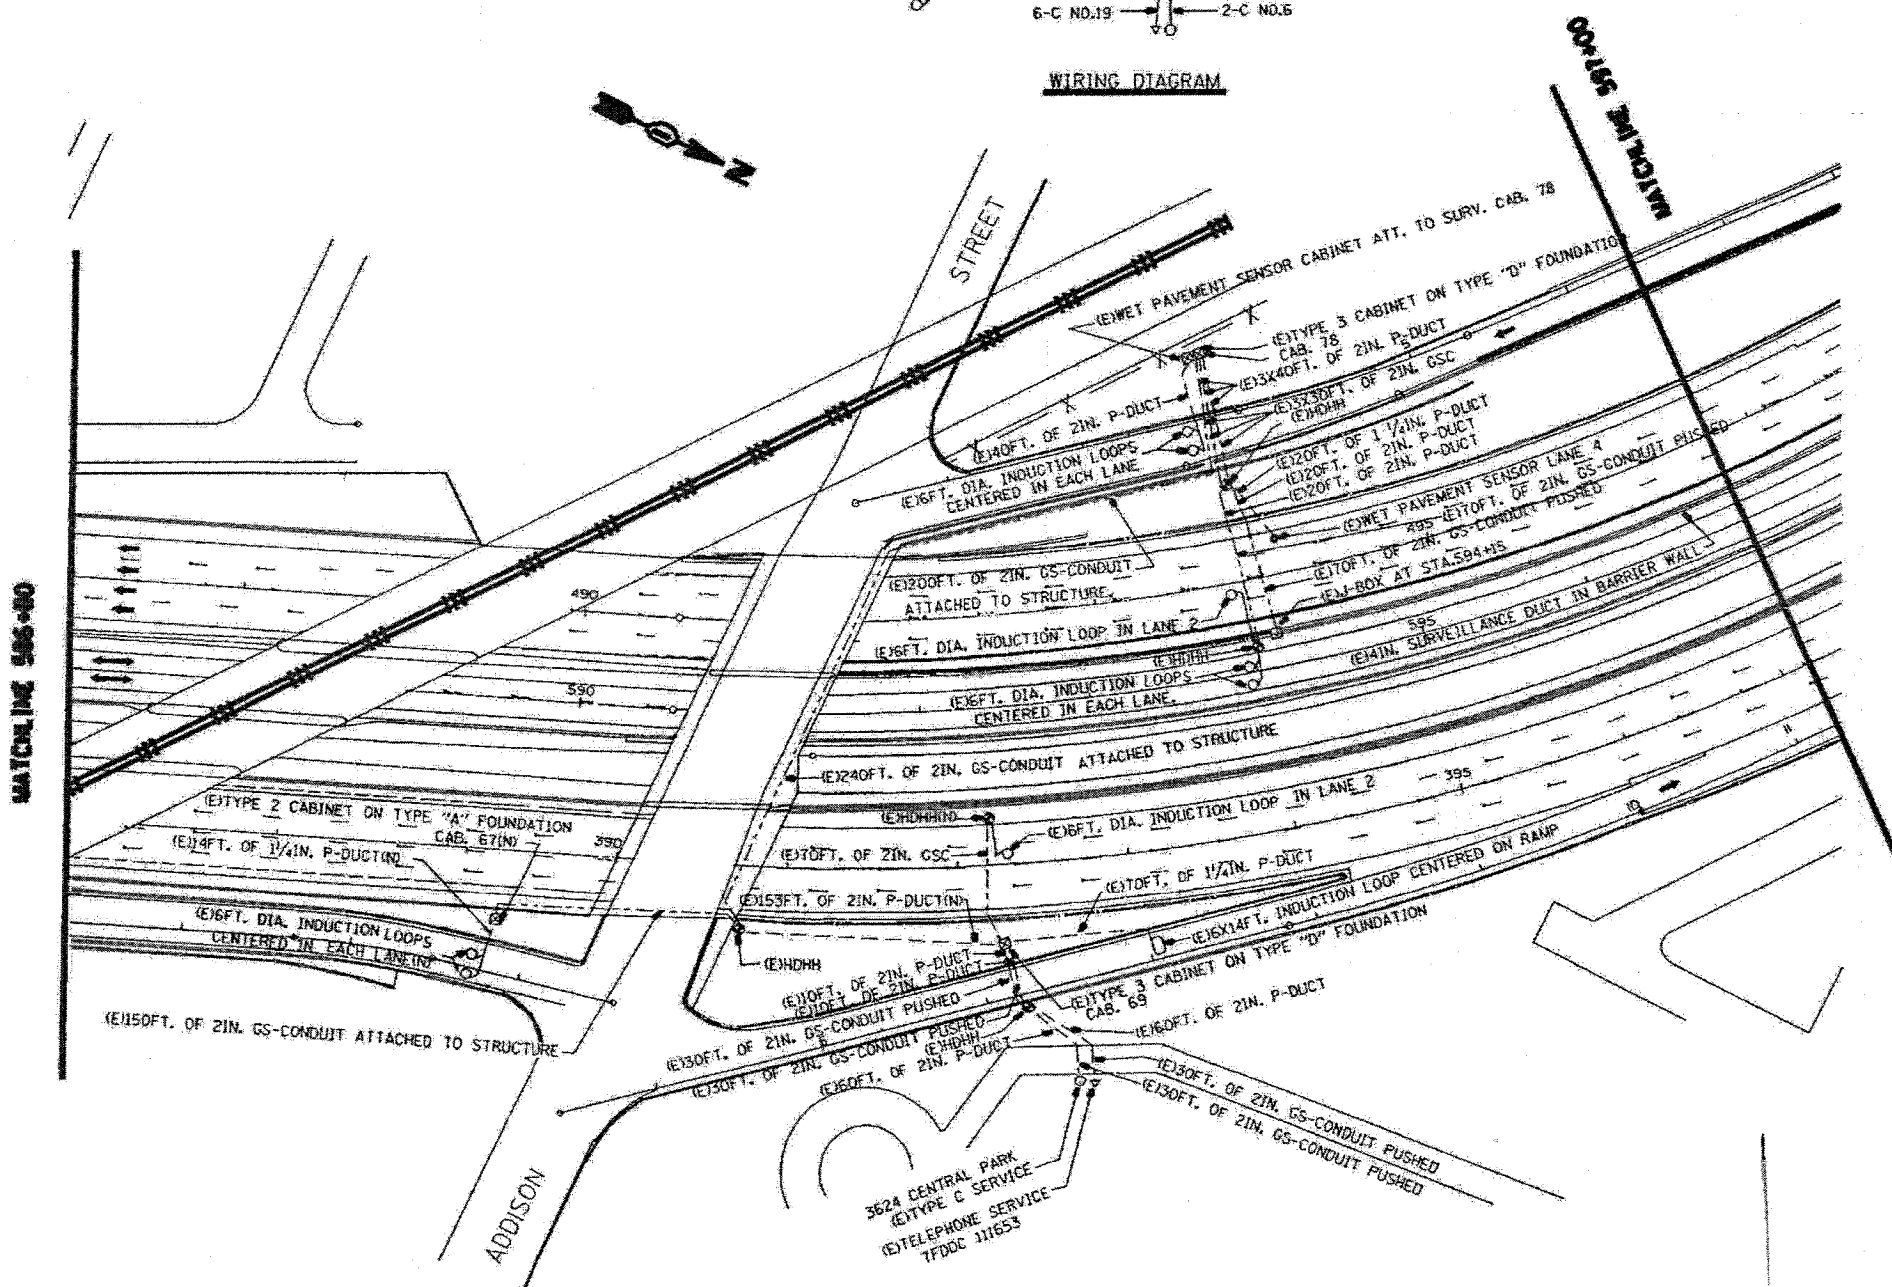 6-C NO.19
2-C NO.6
WIRING DIAGRAM
N
MATCHLINE 597+00
MATCHLINE 586+80
STREET
(E)WET PAVEMENT SENSOR CABINET ATT. TO SURV. CAB. 78
(E)TYPE 3 CABINET ON TYPE "D" FOUNDATION
CAB. 78
(E)3X40FT. OF 2IN. P-DUCT
(E)3X30FT. OF 2IN. GSC
(E)HDHH
(E)40FT. OF 2IN. P-DUCT
(E)6FT. DIA. INDUCTION LOOPS
CENTERED IN EACH LANE
(E)20FT. OF 1 1/4IN. P-DUCT
(E)20FT. OF 2IN. P-DUCT
(E)20FT. OF 2IN. P-DUCT
(E)WET PAVEMENT SENSOR LANE 4
495
(E)70FT. OF 2IN. GS-CONDUIT PUSHED
(E)70FT. OF 2IN. GS-CONDUIT PUSHED
(E)J-BOX AT STA.594+15
595
(E)4IN. SURVEILLANCE DUCT IN BARRIER WALL
(E)200FT. OF 2IN. GS-CONDUIT
ATTACHED TO STRUCTURE.
(E)6FT. DIA. INDUCTION LOOP IN LANE 2
(E)HDHH
(E)6FT. DIA. INDUCTION LOOPS
CENTERED IN EACH LANE.
490
590
(E)240FT. OF 2IN. GS-CONDUIT ATTACHED TO STRUCTURE
(E)TYPE 2 CABINET ON TYPE "A" FOUNDATION
CAB. 67(N)
390
(E)14FT. OF 1 1/4IN. P-DUCT(N)
(E)HDHH(N)
(E)6FT. DIA. INDUCTION LOOP IN LANE 2
395
(E)70FT. OF 2IN. GSC
(E)70FT. OF 1 1/4IN. P-DUCT
(E)153FT. OF 2IN. P-DUCT(N)
(E)6X14FT. INDUCTION LOOP CENTERED ON RAMP
(E)6FT. DIA. INDUCTION LOOPS
CENTERED IN EACH LANE(N)
(E)HDHH
(E)10FT. OF 2IN. P-DUCT
(E)10FT. OF 2IN. P-DUCT
(E)TYPE 3 CABINET ON TYPE "D" FOUNDATION
CAB. 69
(E)150FT. OF 2IN. GS-CONDUIT ATTACHED TO STRUCTURE
(E)30FT. OF 2IN. GS-CONDUIT PUSHED
(E)30FT. OF 2IN. GS-CONDUIT PUSHED
(E)HDHH
(E)60FT. OF 2IN. P-DUCT
(E)60FT. OF 2IN. P-DUCT
(E)30FT. OF 2IN. GS-CONDUIT PUSHED
(E)30FT. OF 2IN. GS-CONDUIT PUSHED
3624 CENTRAL PARK
(E)TYPE C SERVICE
(E)TELEPHONE SERVICE
7FDDC 111653
ADDISON